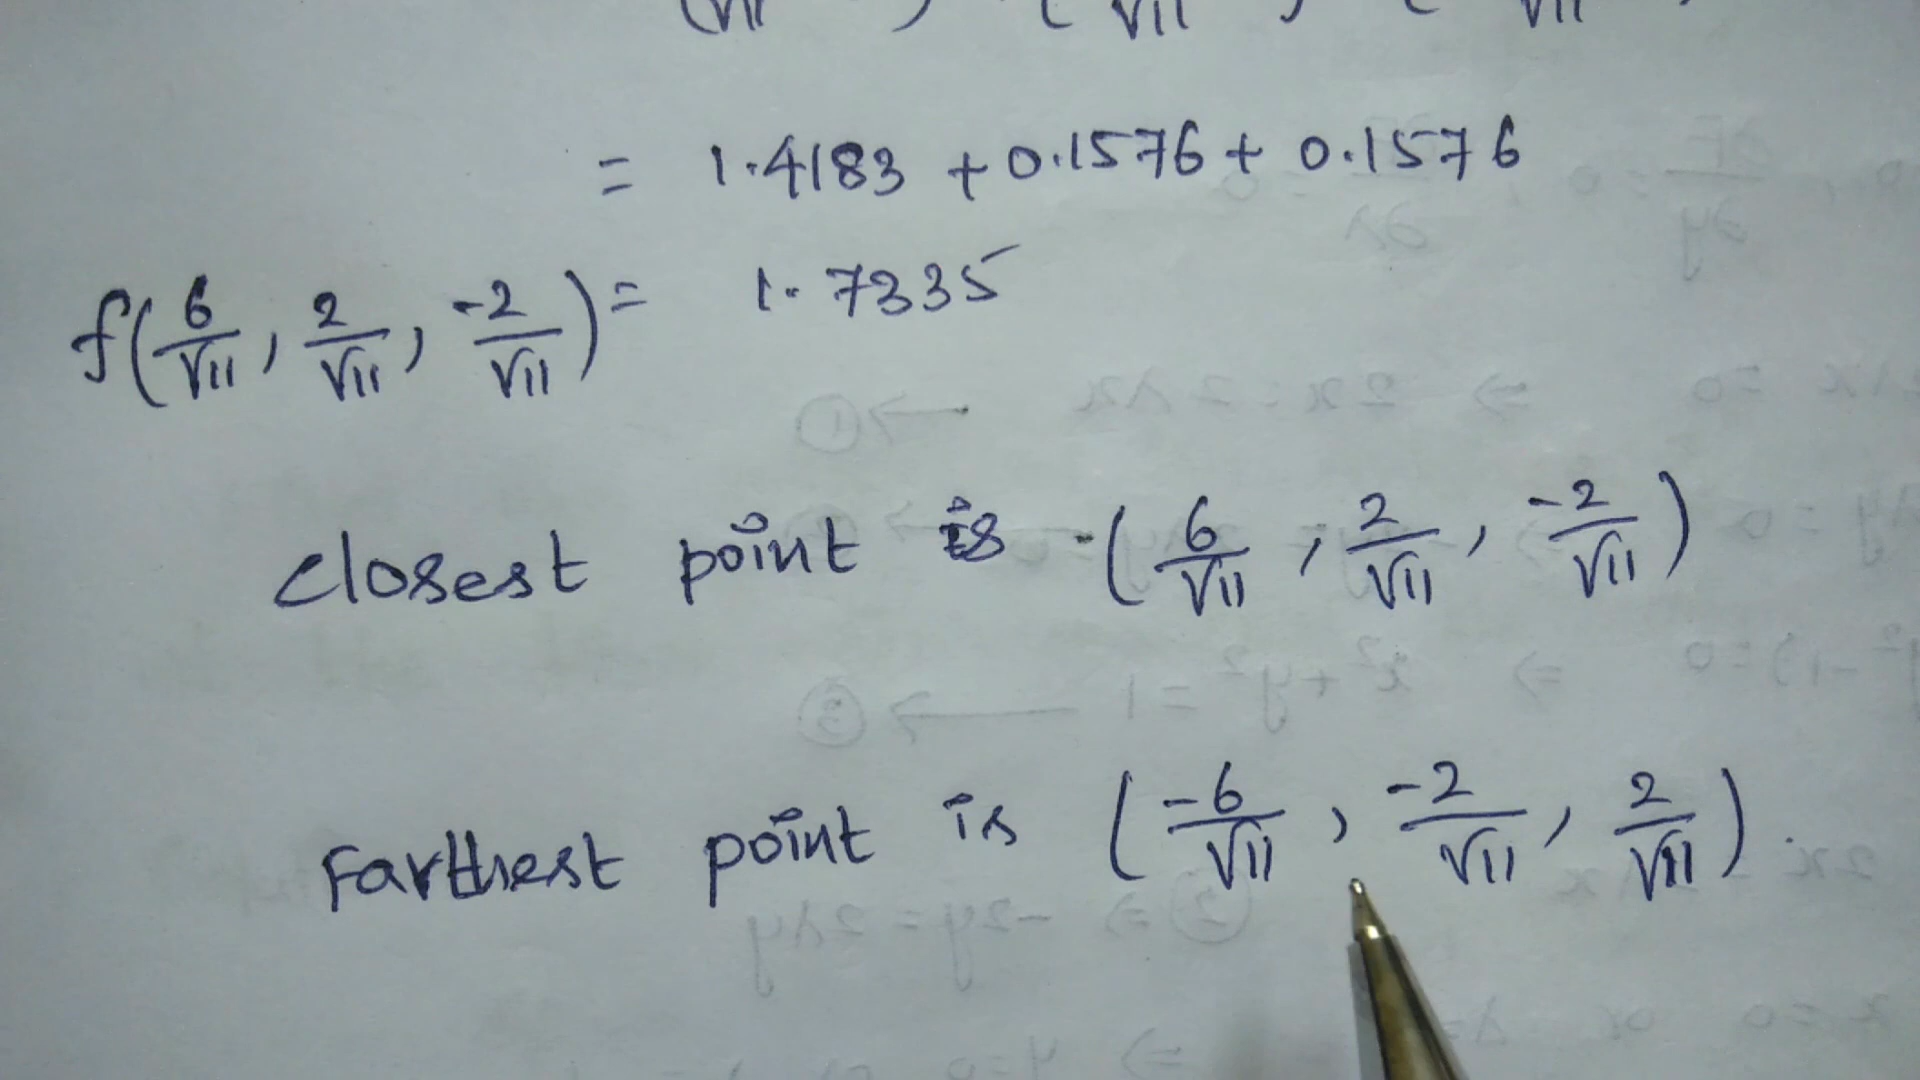 = 1.4183 + 0.1576 + 0.1576
f(6/√11, 2/√11, -2/√11) = 1.7335
closest point is (6/√11, 2/√11, -2/√11)
Farthest point is (-6/√11, -2/√11, 2/√11).